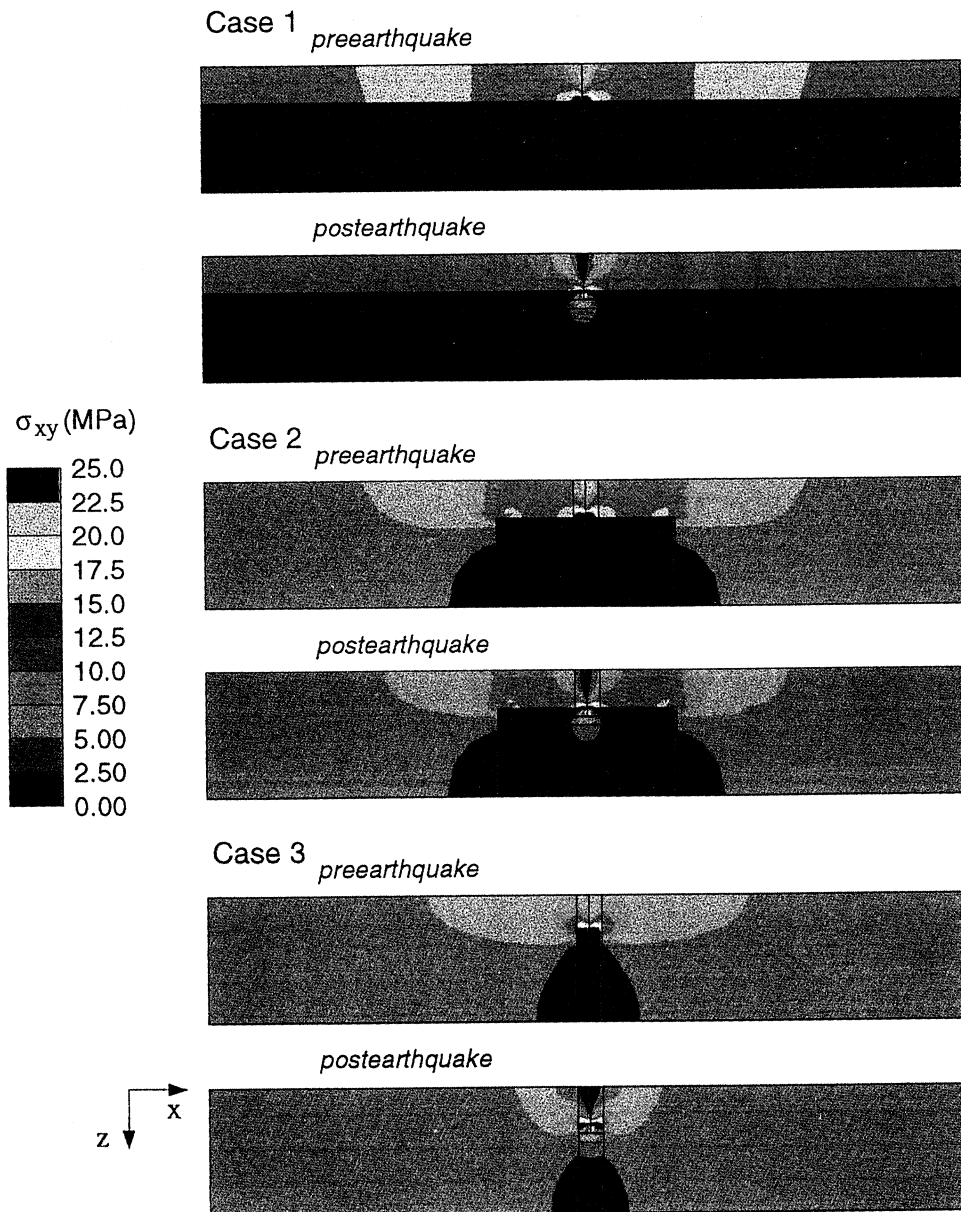 Case 1
preearthquake
postearthquake
σxy (MPa)
25.0
22.5
20.0
17.5
15.0
12.5
10.0
7.50
5.00
2.50
0.00
Case 2
preearthquake
postearthquake
Case 3
preearthquake
postearthquake
x
z